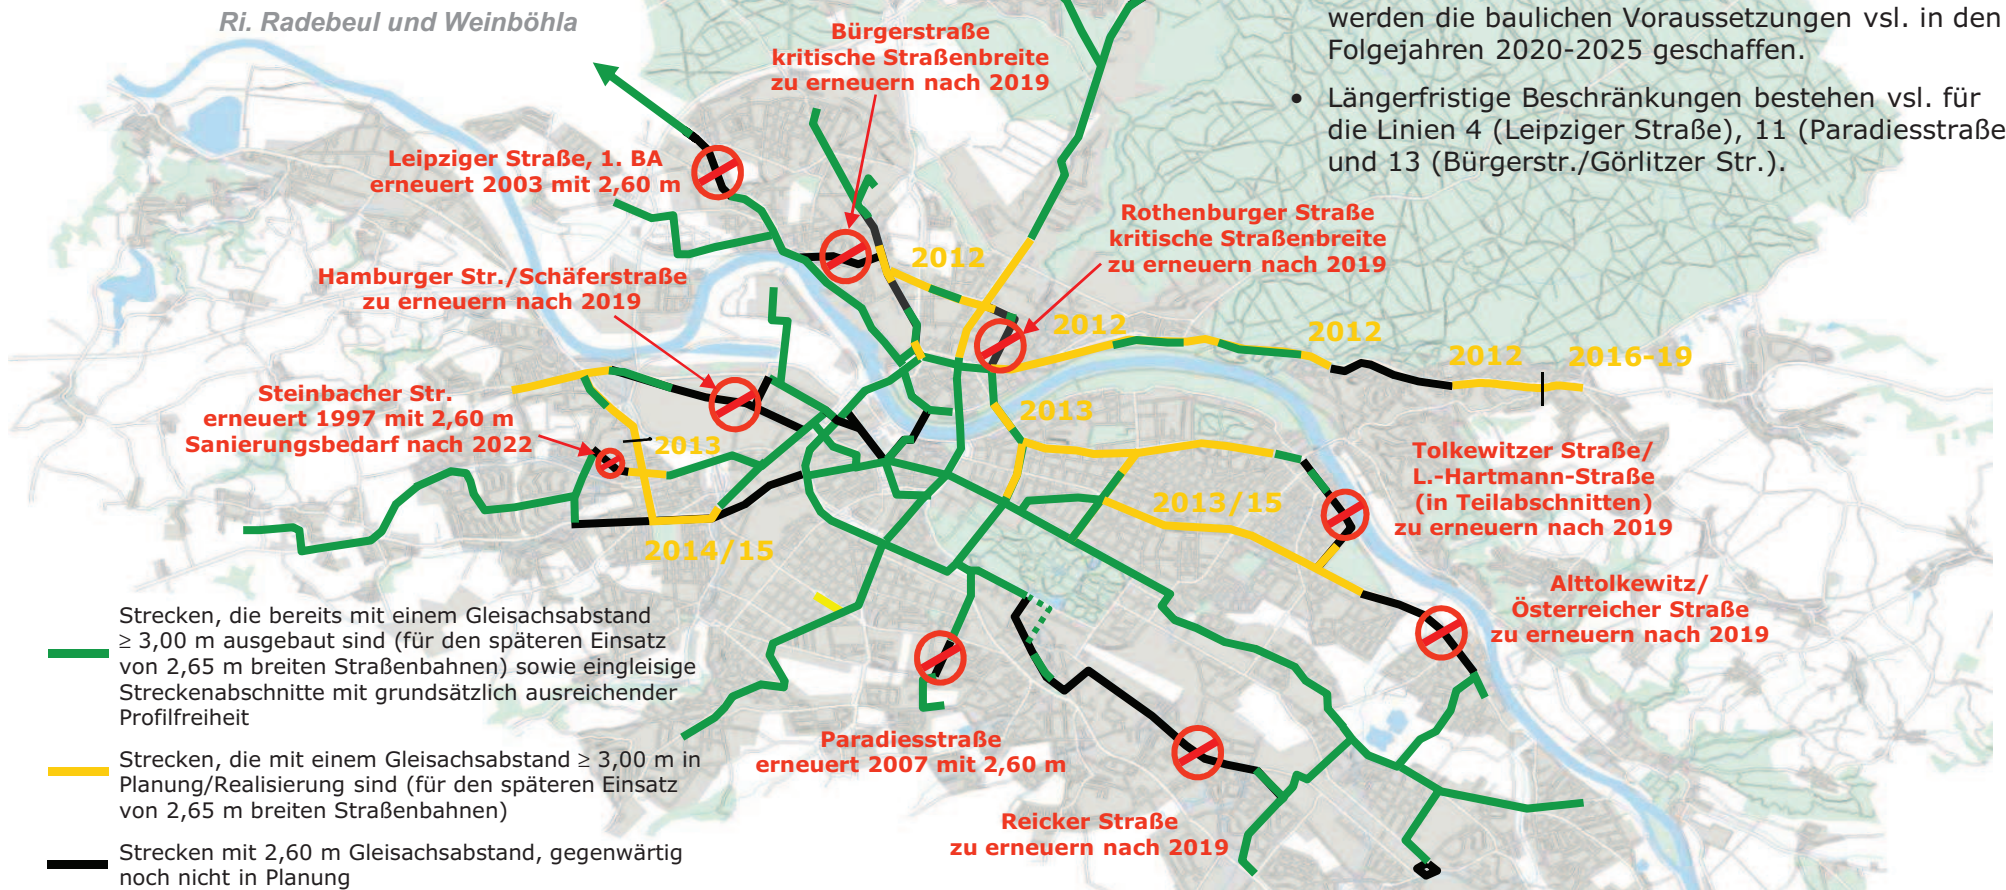 Ri. Radebeul und Weinböhla
werden die baulichen Voraussetzungen vsl. in den
Folgejahren 2020-2025 geschaffen.
• Längerfristige Beschränkungen bestehen vsl. für
die Linien 4 (Leipziger Straße), 11 (Paradiesstraße
und 13 (Bürgerstr./Görlitzer Str.).
Bürgerstraße
kritische Straßenbreite
zu erneuern nach 2019
Leipziger Straße, 1. BA
erneuert 2003 mit 2,60 m
Rothenburger Straße
kritische Straßenbreite
zu erneuern nach 2019
Hamburger Str./Schäferstraße
zu erneuern nach 2019
2012
2012
2012
2012
2016-19
Steinbacher Str.
erneuert 1997 mit 2,60 m
Sanierungsbedarf nach 2022
2013
2013
Tolkewitzer Straße/
L.-Hartmann-Straße
(in Teilabschnitten)
zu erneuern nach 2019
2013/15
2014/15
Alttolkewitz/
Österreicher Straße
zu erneuern nach 2019
Paradiesstraße
erneuert 2007 mit 2,60 m
Reicker Straße
zu erneuern nach 2019
Strecken, die bereits mit einem Gleisachsabstand
≥ 3,00 m ausgebaut sind (für den späteren Einsatz
von 2,65 m breiten Straßenbahnen) sowie eingleisige
Streckenabschnitte mit grundsätzlich ausreichender
Profilfreiheit
Strecken, die mit einem Gleisachsabstand ≥ 3,00 m in
Planung/Realisierung sind (für den späteren Einsatz
von 2,65 m breiten Straßenbahnen)
Strecken mit 2,60 m Gleisachsabstand, gegenwärtig
noch nicht in Planung